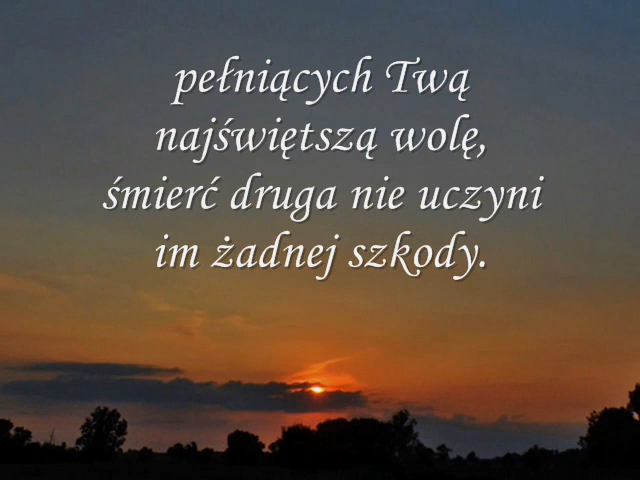 pełniących Twą
najświętszą wolę,
śmierć druga nie uczyni
im żadnej szkody.